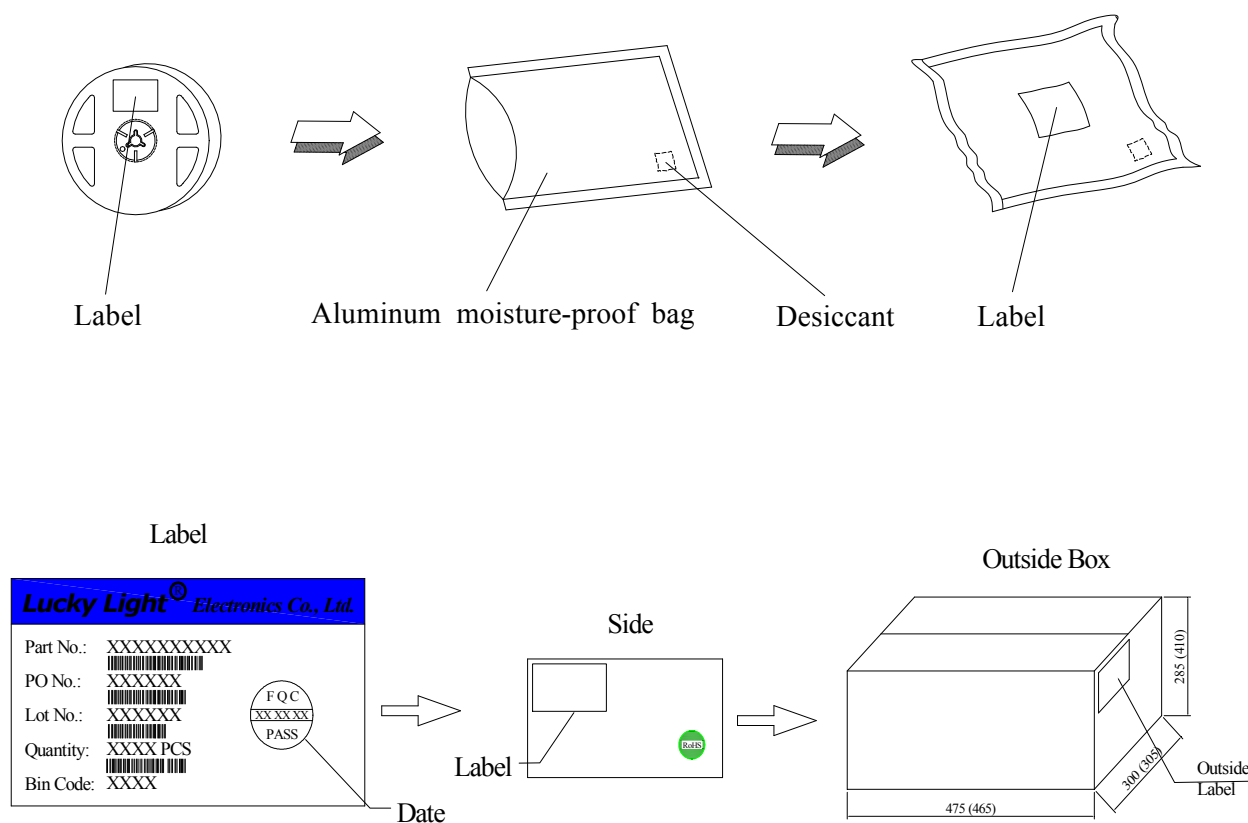 Label
Aluminum moisture-proof bag
Desiccant
Label
Label
Lucky Light® Electronics Co., Ltd.
Part No.: XXXXXXXXXX
PO No.: XXXXXX
Lot No.: XXXXXX
Quantity: XXXX PCS
Bin Code: XXXX
FQC
XX XX XX
PASS
Date
Side
Label
RoHS
Outside Box
285 (410)
300 (305)
475 (465)
Outside
Label